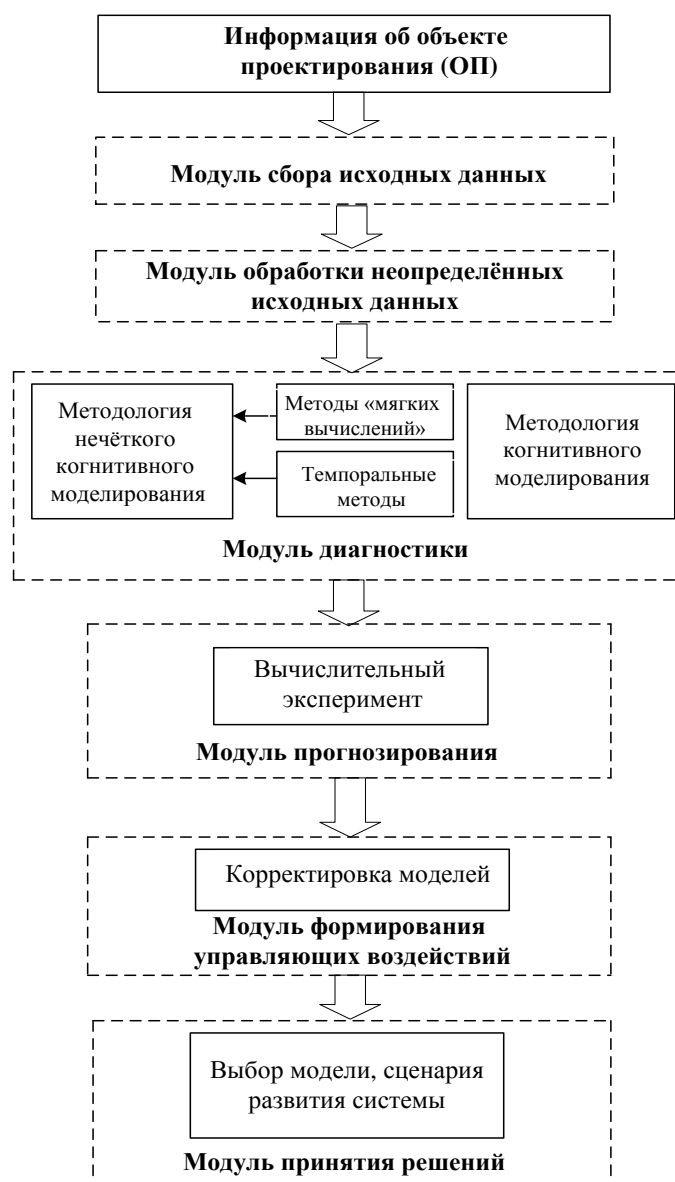 Информация об объекте
проектирования (ОП)
Модуль сбора исходных данных
Модуль обработки неопределённых
исходных данных
Методология
нечёткого
когнитивного
моделирования
Методы «мягких
вычислений»
Темпоральные
методы
Методология
когнитивного
моделирования
Модуль диагностики
Вычислительный
эксперимент
Модуль прогнозирования
Корректировка моделей
Модуль формирования
управляющих воздействий
Выбор модели, сценария
развития системы
Модуль принятия решений